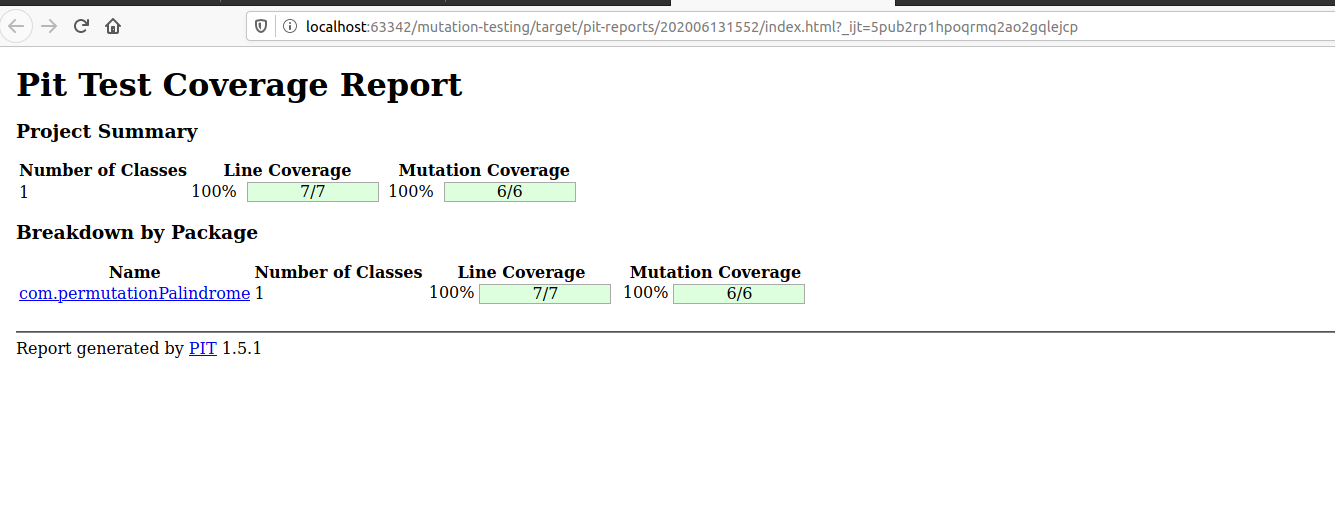 localhost:63342/mutation-testing/target/pit-reports/202006131552/index.html?_ijt=5pub2rp1hpoqrmq2ao2gqlejcp
Pit Test Coverage Report
Project Summary
Number of Classes Line Coverage Mutation Coverage
1 100% 7/7 100% 6/6
Breakdown by Package
Name Number of Classes Line Coverage Mutation Coverage
com.permutationPalindrome 1 100% 7/7 100% 6/6
Report generated by PIT 1.5.1